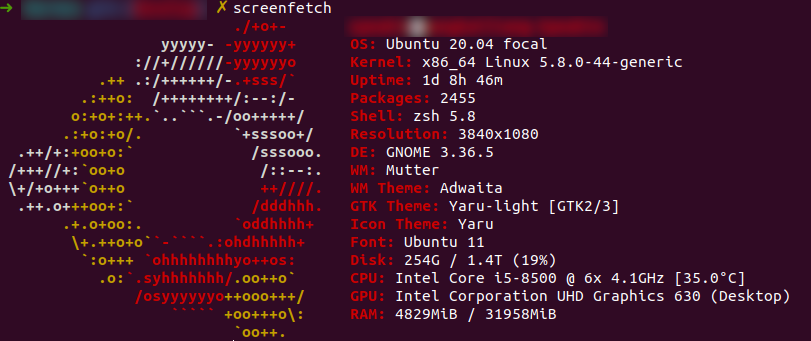 ➜ ✗ screenfetch
./+o+-
yyyyy- -yyyyyy+ OS: Ubuntu 20.04 focal
://+//////-yyyyyyo Kernel: x86_64 Linux 5.8.0-44-generic
.++ .:/++++++/-.+sss/` Uptime: 1d 8h 46m
.:++o: /++++++++/:--:/- Packages: 2455
o:+o+:++.`..```.-/oo+++++/ Shell: zsh 5.8
.:+o:+o/. `+sssoo+/ Resolution: 3840x1080
.++/+:+oo+o:` /sssooo. DE: GNOME 3.36.5
/+++//+:`oo+o /::--:. WM: Mutter
\+/+o+++`o++o ++////. WM Theme: Adwaita
.++.o+++oo+:` /dddhhh. GTK Theme: Yaru-light [GTK2/3]
.+.o+oo:. `oddhhhh+ Icon Theme: Yaru
\+.++o+o``-````.:ohdhhhhh+ Font: Ubuntu 11
`:o+++ `ohhhhhhhhyo++os: Disk: 254G / 1.4T (19%)
.o:`.syhhhhhhh/.oo++o` CPU: Intel Core i5-8500 @ 6x 4.1GHz [35.0°C]
/osyyyyyyo++ooo+++/ GPU: Intel Corporation UHD Graphics 630 (Desktop)
````` +oo+++o\: RAM: 4829MiB / 31958MiB
`oo++.